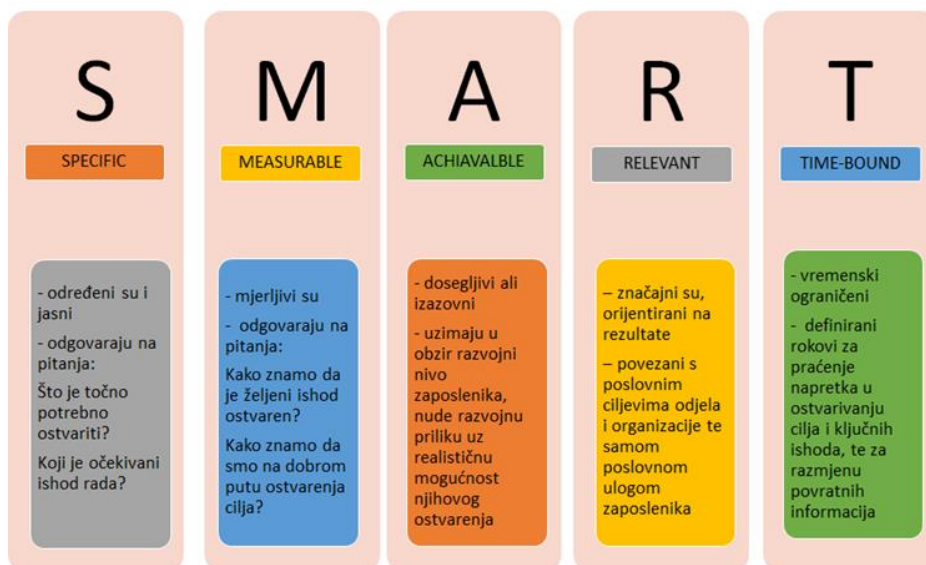 S
SPECIFIC
- određeni su i
jasni
- odgovaraju na
pitanja:
Što je točno
potrebno
ostvariti?
Koji je očekivani
ishod rada?
M
MEASURABLE
- mjerljivi su
- odgovaraju na
pitanja:
Kako znamo da
je željeni ishod
ostvaren?
Kako znamo da
smo na dobrom
putu ostvarenja
cilja?
A
ACHIAVALBLE
- dosegljivi ali
izazovni
- uzimaju u
obzir razvojni
nivo
zaposlenika,
nude razvojnu
priliku uz
realističnu
mogućnost
njihovog
ostvarenja
R
RELEVANT
– značajni su,
orijentirani na
rezultate
– povezani s
poslovnim
ciljevima odjela
i organizacije te
samom
poslovnom
ulogom
zaposlenika
T
TIME-BOUND
- vremenski
ograničeni
- definirani
rokovi za
praćenje
napretka u
ostvarivanju
cilja i ključnih
ishoda, te za
razmjenu
povratnih
informacija